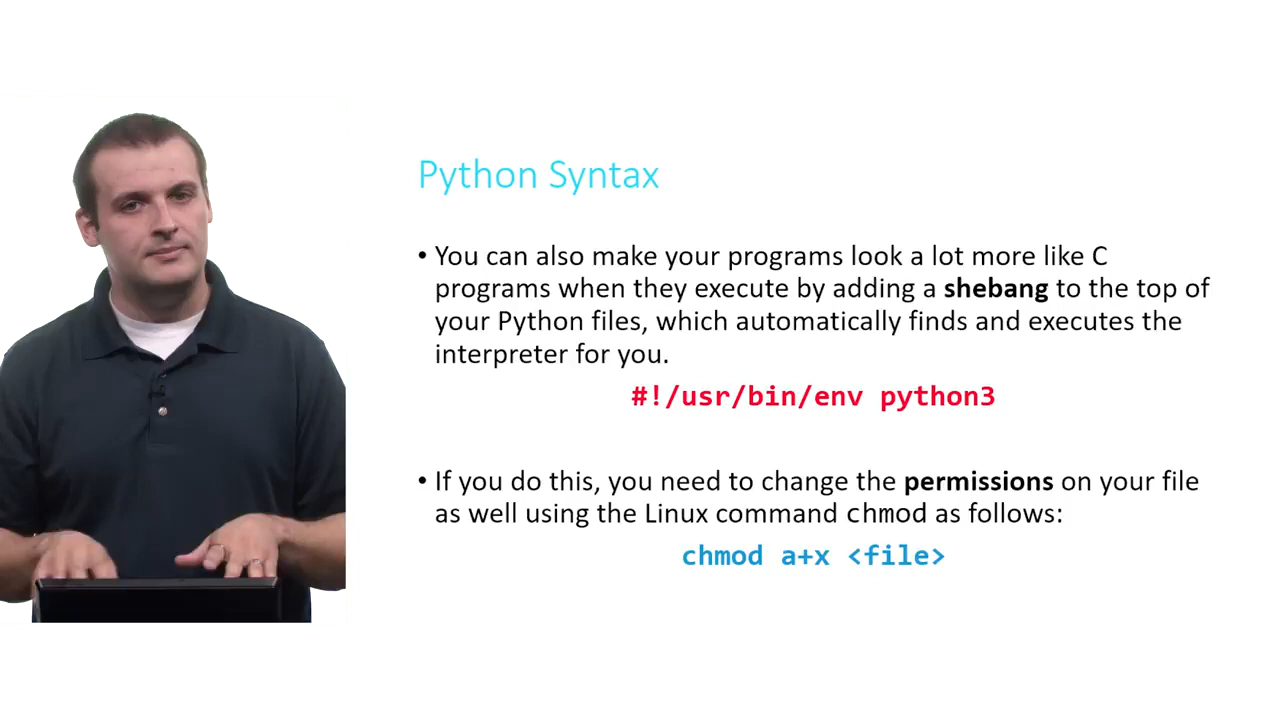 Python Syntax
• You can also make your programs look a lot more like C
programs when they execute by adding a shebang to the top of
your Python files, which automatically finds and executes the
interpreter for you.
#!/usr/bin/env python3
• If you do this, you need to change the permissions on your file
as well using the Linux command chmod as follows:
chmod a+x <file>